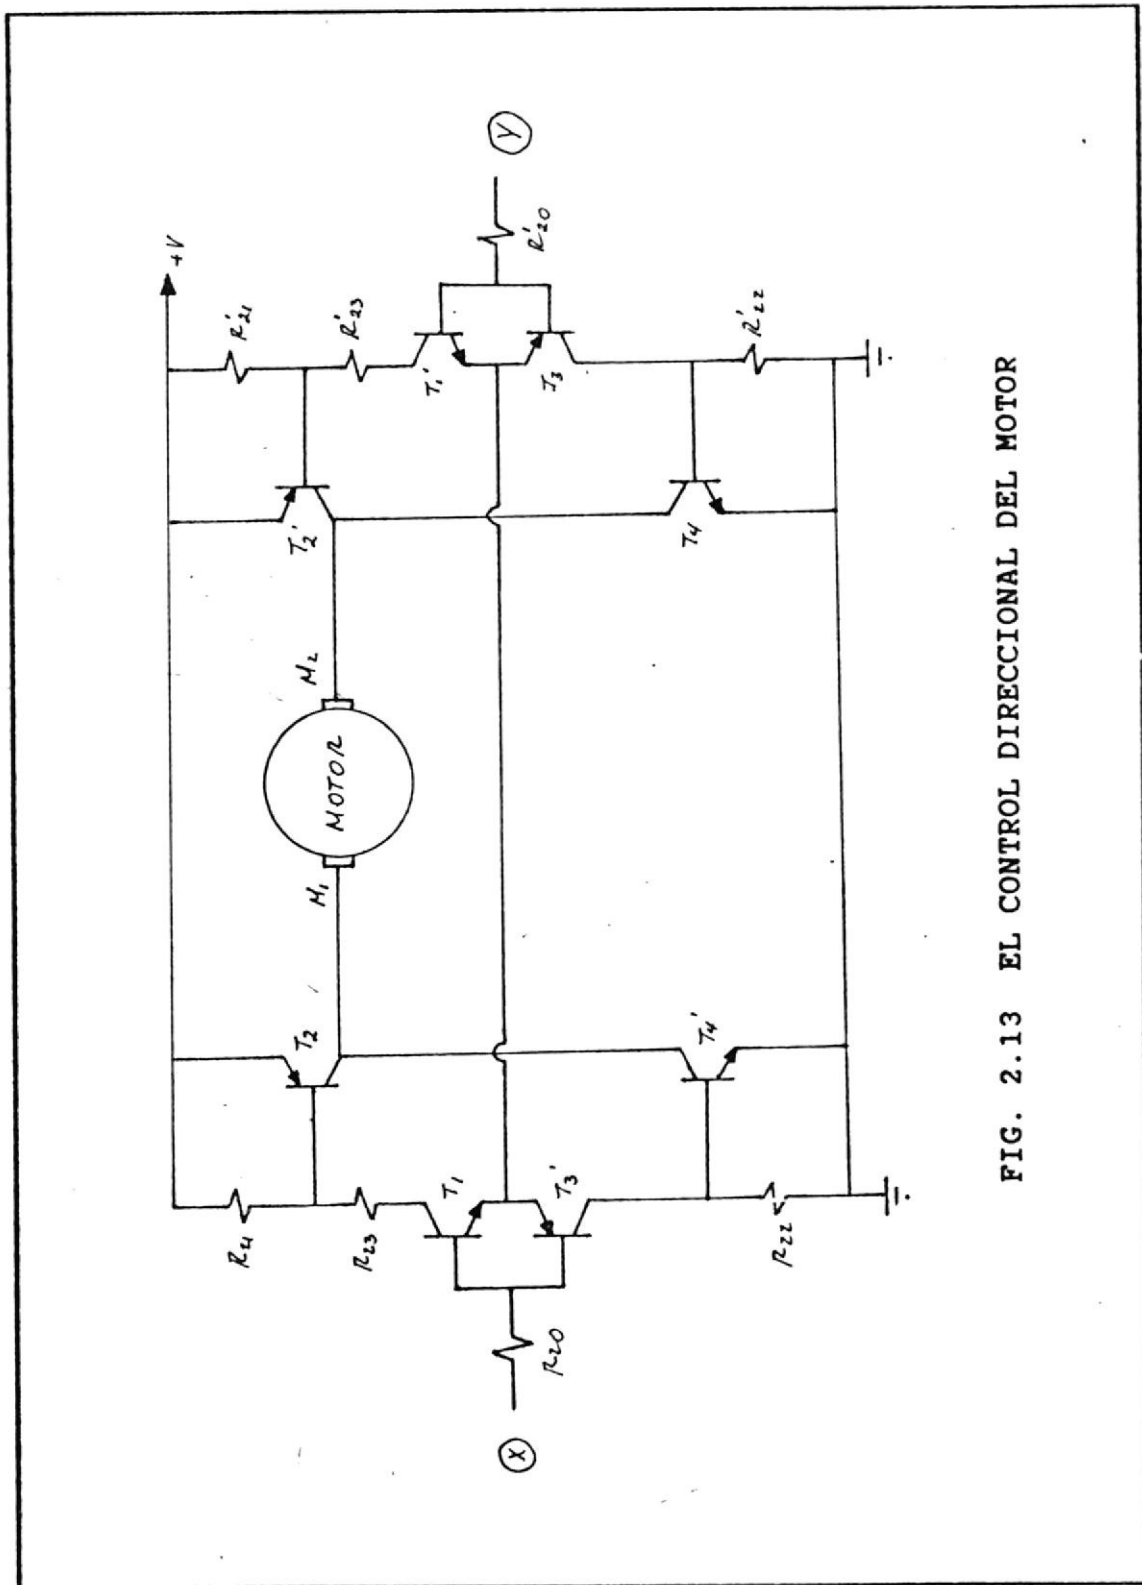 +V
R21
R'21
T2
T2'
R23
M1
MOTOR
M2
R'23
T1
T1'
X
R20
R'20
Y
T3'
T3
T4'
T4
R22
R'22
FIG. 2.13 EL CONTROL DIRECCIONAL DEL MOTOR